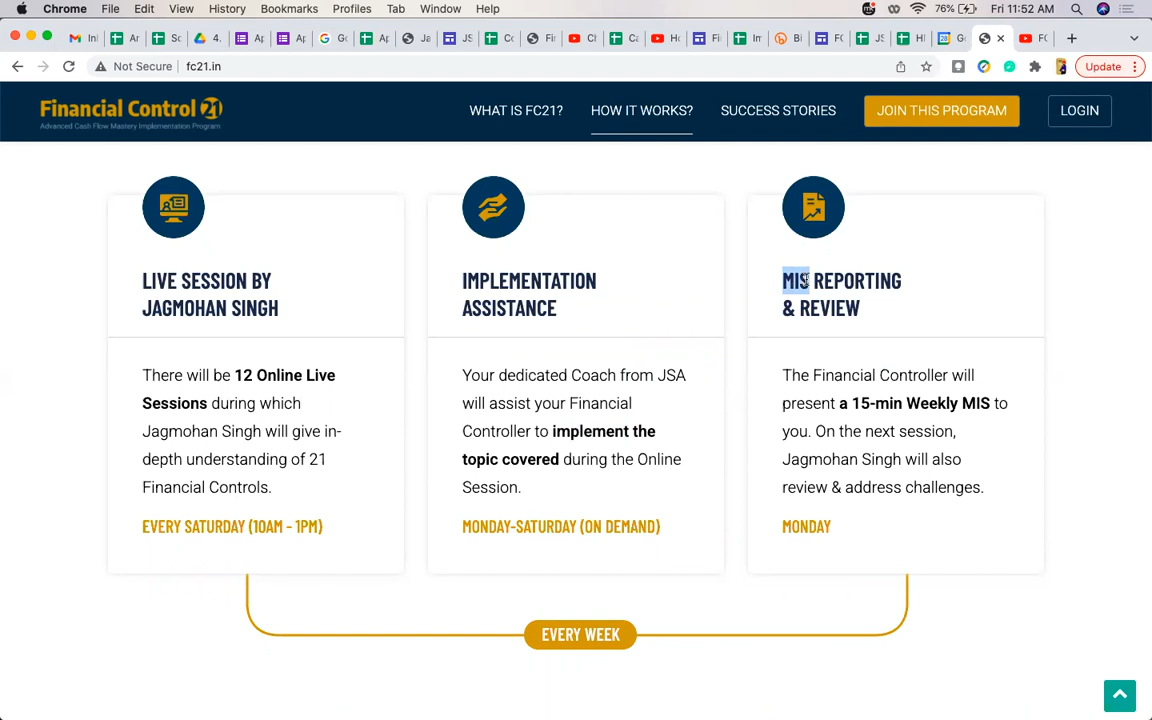 Chrome File Edit View History Bookmarks Profiles Tab Window Help 76% Fri 11:52 AM
Not Secure fc21.in Update
Financial Control 21
Advanced Cash Flow Mastery Implementation Program
WHAT IS FC21? HOW IT WORKS? SUCCESS STORIES JOIN THIS PROGRAM LOGIN
LIVE SESSION BY
JAGMOHAN SINGH
There will be 12 Online Live
Sessions during which
Jagmohan Singh will give in-
depth understanding of 21
Financial Controls.
EVERY SATURDAY (10AM - 1PM)
IMPLEMENTATION
ASSISTANCE
Your dedicated Coach from JSA
will assist your Financial
Controller to implement the
topic covered during the Online
Session.
MONDAY-SATURDAY (ON DEMAND)
MIS REPORTING
& REVIEW
The Financial Controller will
present a 15-min Weekly MIS to
you. On the next session,
Jagmohan Singh will also
review & address challenges.
MONDAY
EVERY WEEK